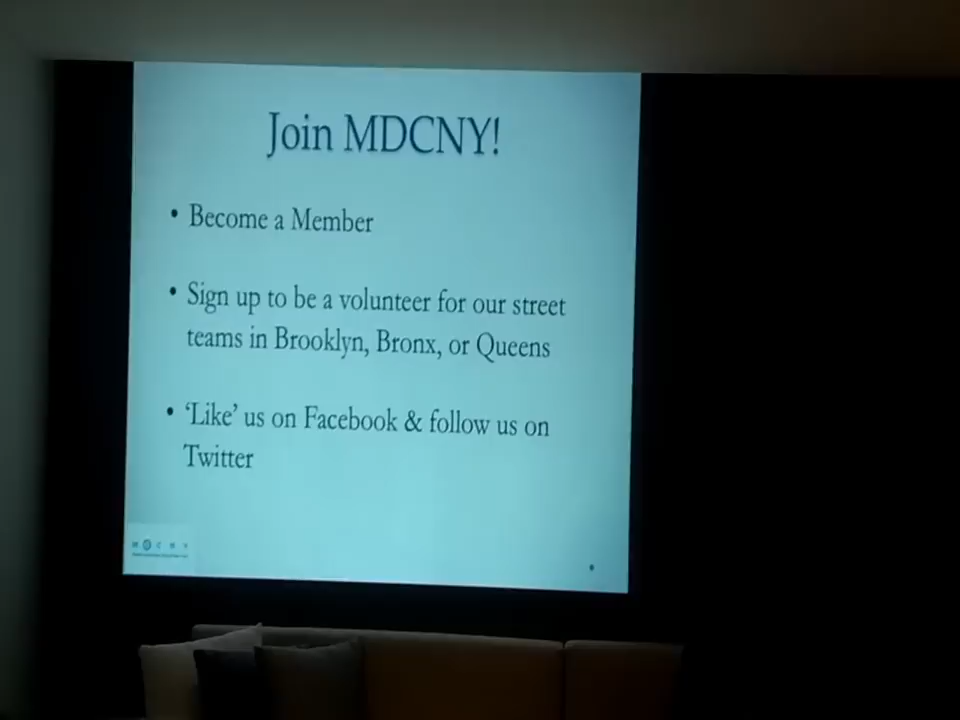 Join MDCNY!
• Become a Member
• Sign up to be a volunteer for our street
teams in Brooklyn, Bronx, or Queens
• ‘Like’ us on Facebook & follow us on
Twitter